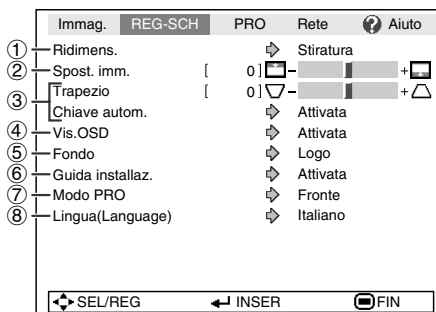 Immag. REG-SCH PRO Rete ? Aiuto
① Ridimens. Stiratura
② Spost. imm. [ 0 ] − +
③ Trapezio [ 0 ] − +
Chiave autom. Attivata
④ Vis.OSD Attivata
⑤ Fondo Logo
⑥ Guida installaz. Attivata
⑦ Modo PRO Fronte
⑧ Lingua(Language) Italiano
SEL/REG INSER FIN